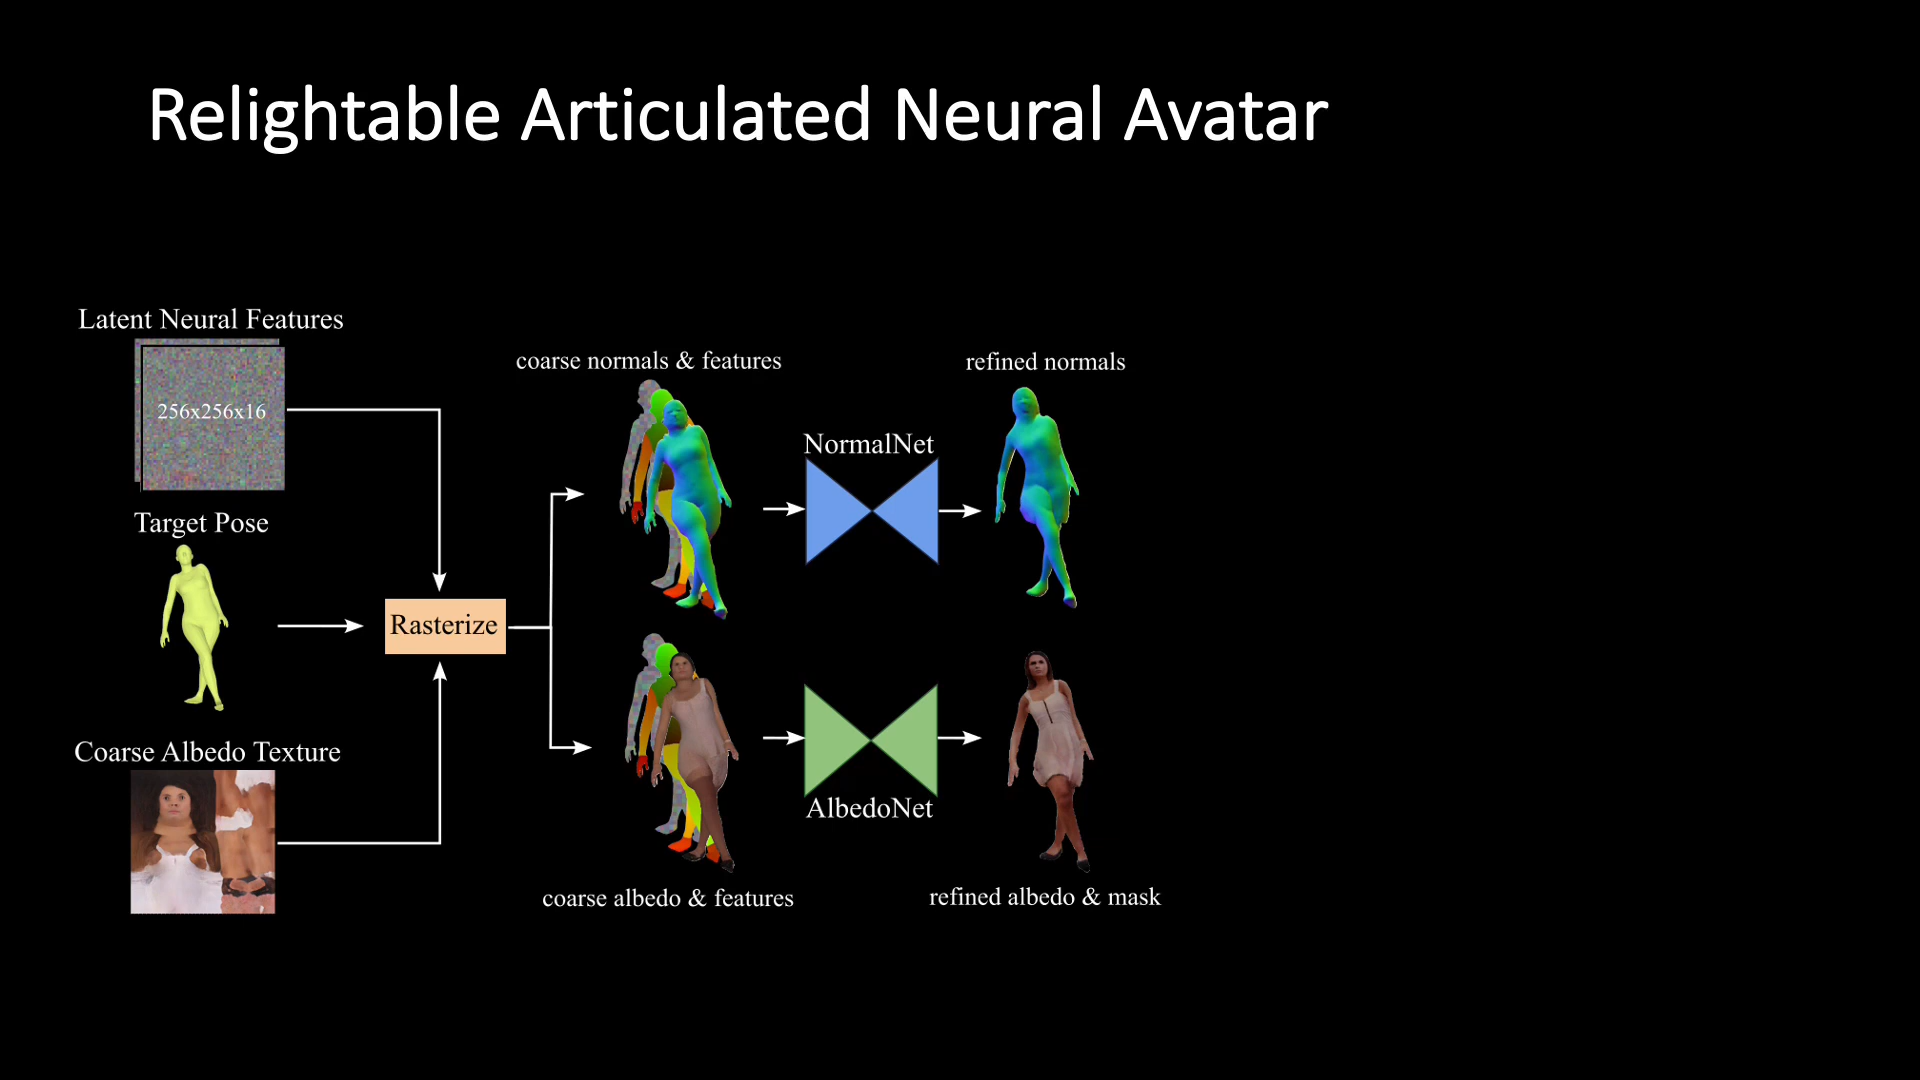 Relightable Articulated Neural Avatar
Latent Neural Features
256x256x16
Target Pose
Coarse Albedo Texture
Rasterize
coarse normals & features
NormalNet
refined normals
AlbedoNet
coarse albedo & features
refined albedo & mask